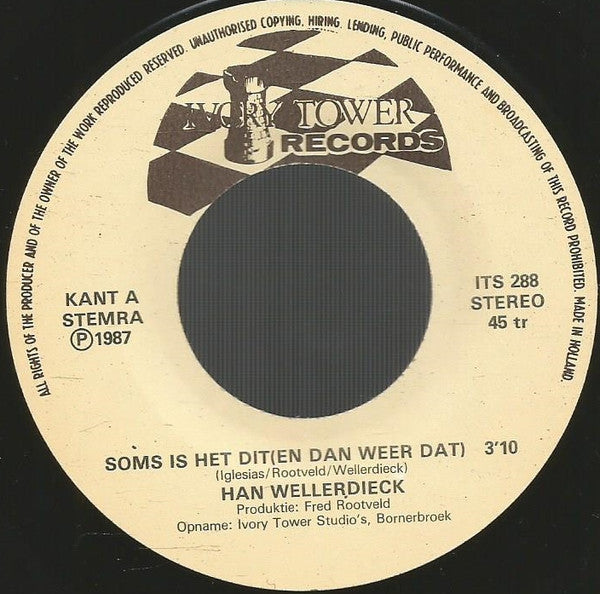 ALL RIGHTS OF THE PRODUCER AND OF THE OWNER OF THE WORK REPRODUCED RESERVED. UNAUTHORISED COPYING, HIRING, LENDING, PUBLIC PERFORMANCE AND BROADCASTING OF THIS RECORD PROHIBITED. MADE IN HOLLAND.
IVORY TOWER
RECORDS
KANT A
STEMRA
Ⓟ1987
ITS 288
STEREO
45 tr
SOMS IS HET DIT(EN DAN WEER DAT) 3'10
(Iglesias/Rootveld/Wellerdieck)
HAN WELLERDIECK
Produktie: Fred Rootveld
Opname: Ivory Tower Studio's, Bornerbroek